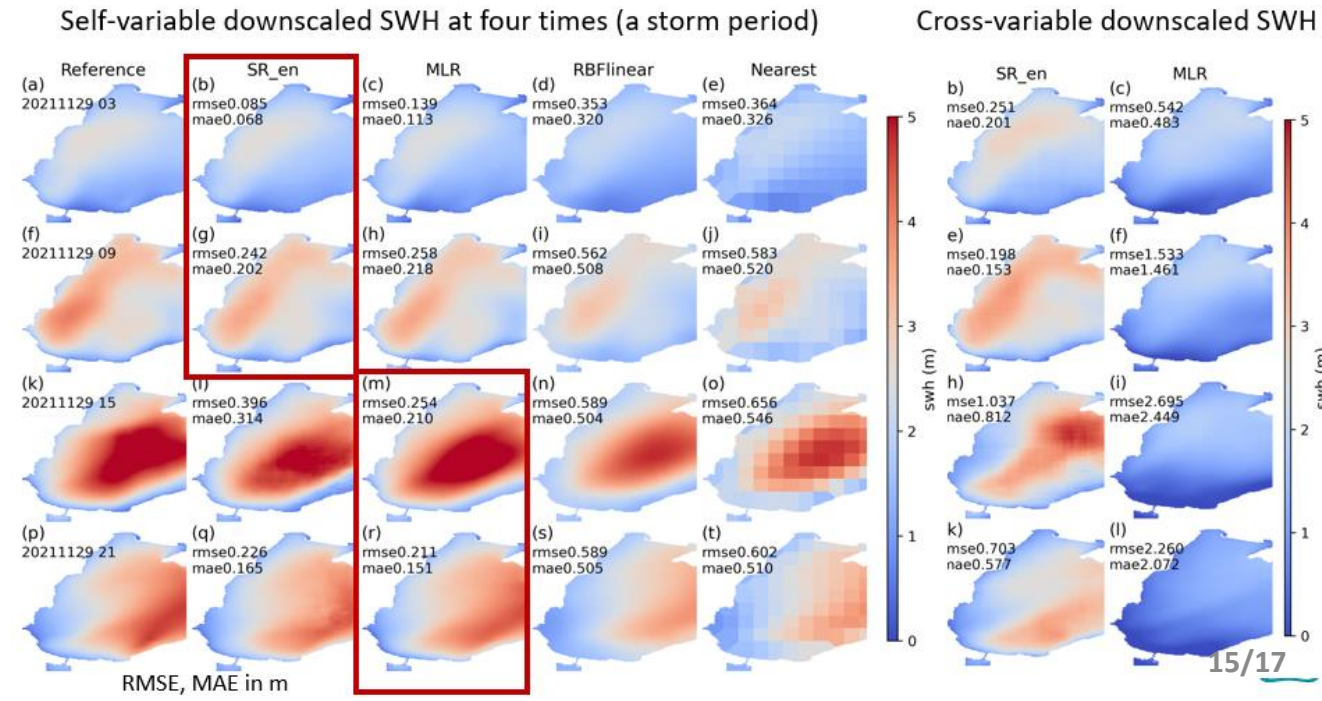 Self-variable downscaled SWH at four times (a storm period)
Cross-variable downscaled SWH
Reference
SR_en
MLR
RBFlinear
Nearest
(a)
20211129 03
(b)
rmse0.085
mae0.068
(c)
rmse0.139
mae0.113
(d)
rmse0.353
mae0.320
(e)
rmse0.364
mae0.326
(f)
20211129 09
(g)
rmse0.242
mae0.202
(h)
rmse0.258
mae0.218
(i)
rmse0.562
mae0.508
(j)
rmse0.583
mae0.520
(k)
20211129 15
(l)
rmse0.396
mae0.314
(m)
rmse0.254
mae0.210
(n)
rmse0.589
mae0.504
(o)
rmse0.656
mae0.546
(p)
20211129 21
(q)
rmse0.226
mae0.165
(r)
rmse0.211
mae0.151
(s)
rmse0.589
mae0.505
(t)
rmse0.602
mae0.510
5
4
3
2
1
0
swh (m)
RMSE, MAE in m
SR_en
MLR
b)
mse0.251
nae0.201
(c)
rmse0.542
mae0.483
e)
mse0.198
nae0.153
(f)
rmse1.533
mae1.461
h)
mse1.037
nae0.812
(i)
rmse2.695
mae2.449
k)
mse0.703
nae0.577
(l)
rmse2.260
mae2.072
5
4
3
2
1
0
swh (m)
15/17